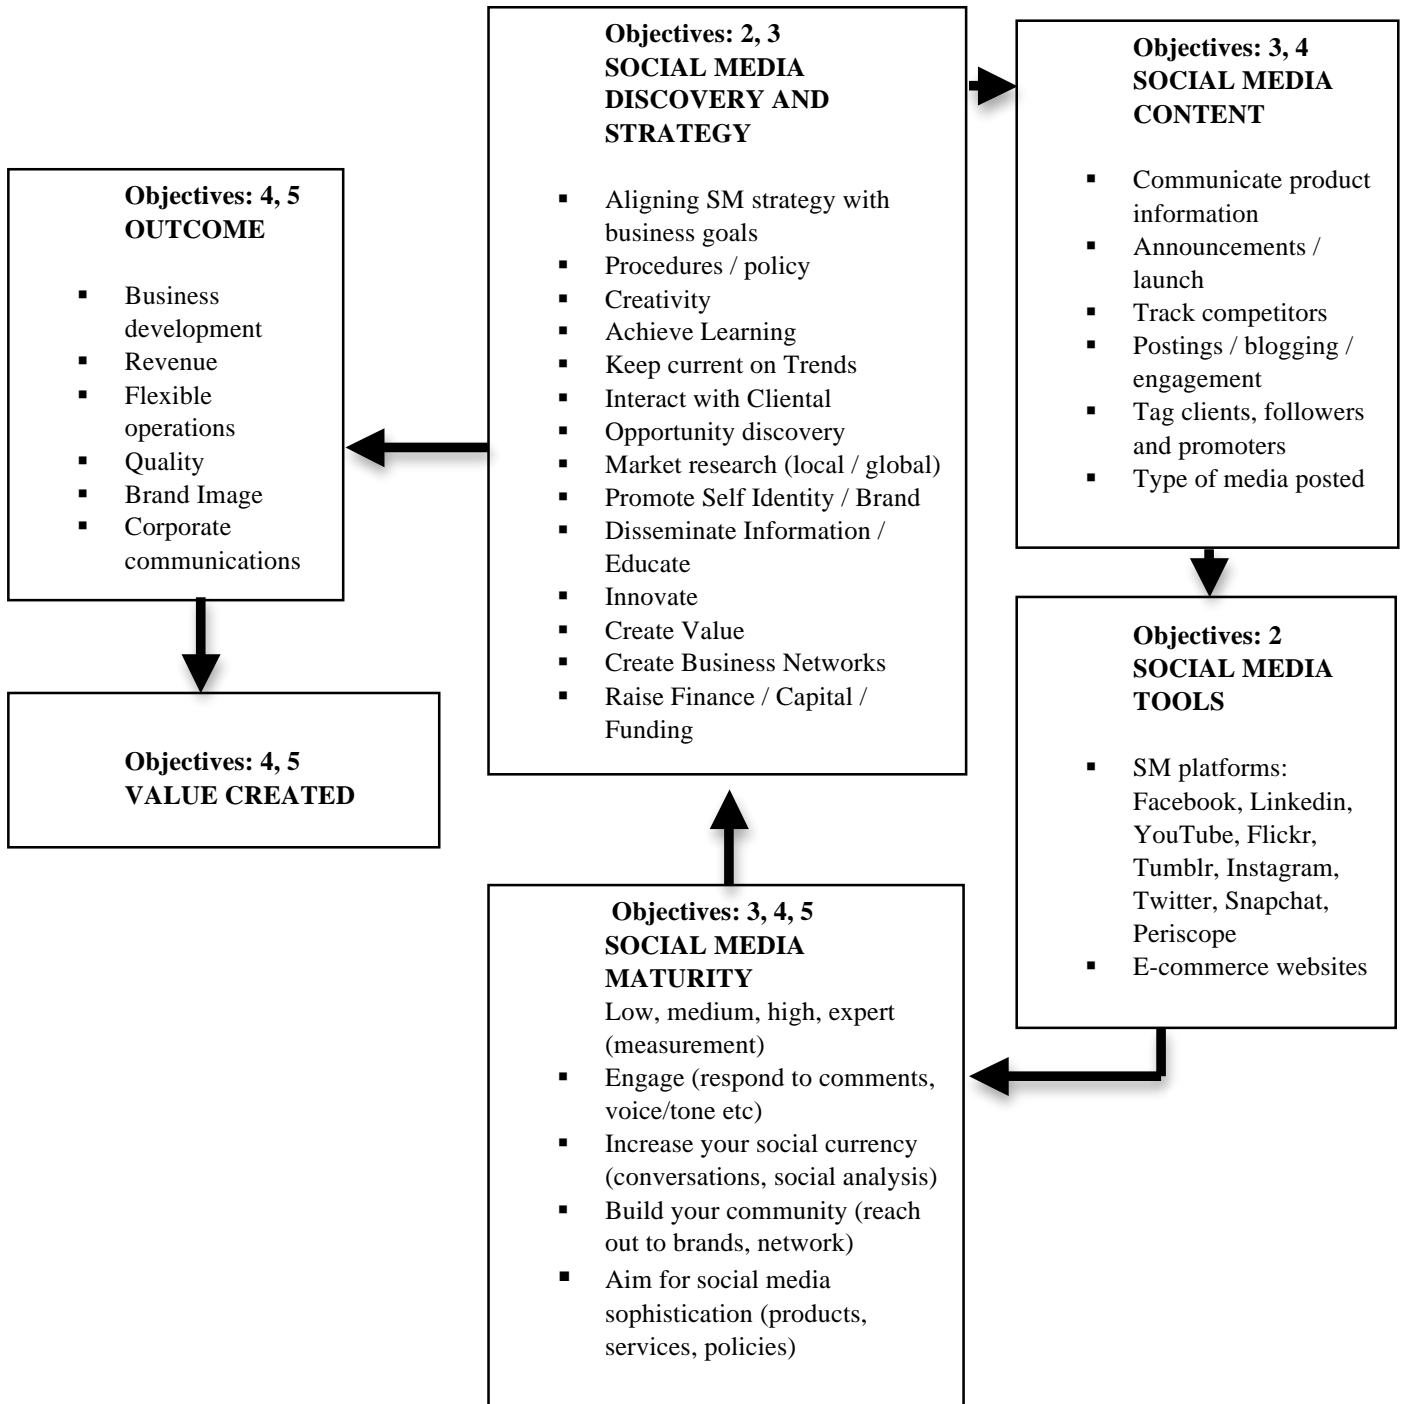 Objectives: 2, 3
SOCIAL MEDIA
DISCOVERY AND
STRATEGY
▪ Aligning SM strategy with
business goals
▪ Procedures / policy
▪ Creativity
▪ Achieve Learning
▪ Keep current on Trends
▪ Interact with Cliental
▪ Opportunity discovery
▪ Market research (local / global)
▪ Promote Self Identity / Brand
▪ Disseminate Information /
Educate
▪ Innovate
▪ Create Value
▪ Create Business Networks
▪ Raise Finance / Capital /
Funding
Objectives: 3, 4
SOCIAL MEDIA
CONTENT
▪ Communicate product
information
▪ Announcements /
launch
▪ Track competitors
▪ Postings / blogging /
engagement
▪ Tag clients, followers
and promoters
▪ Type of media posted
Objectives: 2
SOCIAL MEDIA
TOOLS
▪ SM platforms:
Facebook, Linkedin,
YouTube, Flickr,
Tumblr, Instagram,
Twitter, Snapchat,
Periscope
▪ E-commerce websites
Objectives: 3, 4, 5
SOCIAL MEDIA
MATURITY
Low, medium, high, expert
(measurement)
▪ Engage (respond to comments,
voice/tone etc)
▪ Increase your social currency
(conversations, social analysis)
▪ Build your community (reach
out to brands, network)
▪ Aim for social media
sophistication (products,
services, policies)
Objectives: 4, 5
OUTCOME
▪ Business
development
▪ Revenue
▪ Flexible
operations
▪ Quality
▪ Brand Image
▪ Corporate
communications
Objectives: 4, 5
VALUE CREATED